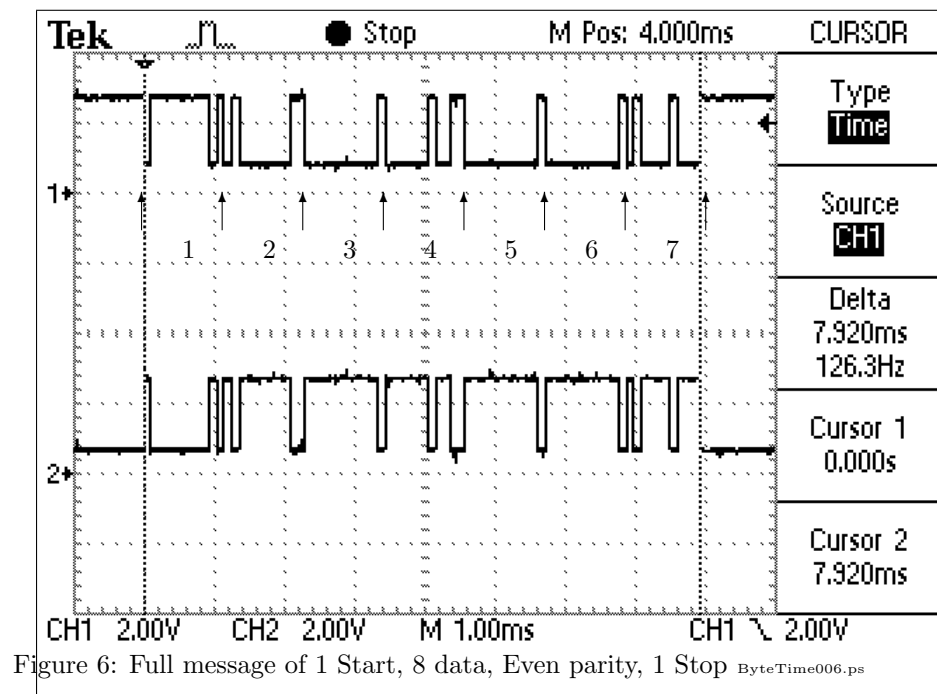 Tek Stop M Pos: 4.000ms CURSOR
Type
Time
1
Source
CH1
1 2 3 4 5 6 7
Delta
7.920ms
126.3Hz
Cursor 1
0.000s
2
Cursor 2
7.920ms
CH1 2.00V CH2 2.00V M 1.00ms CH1 2.00V
Figure 6: Full message of 1 Start, 8 data, Even parity, 1 Stop ByteTime006.ps